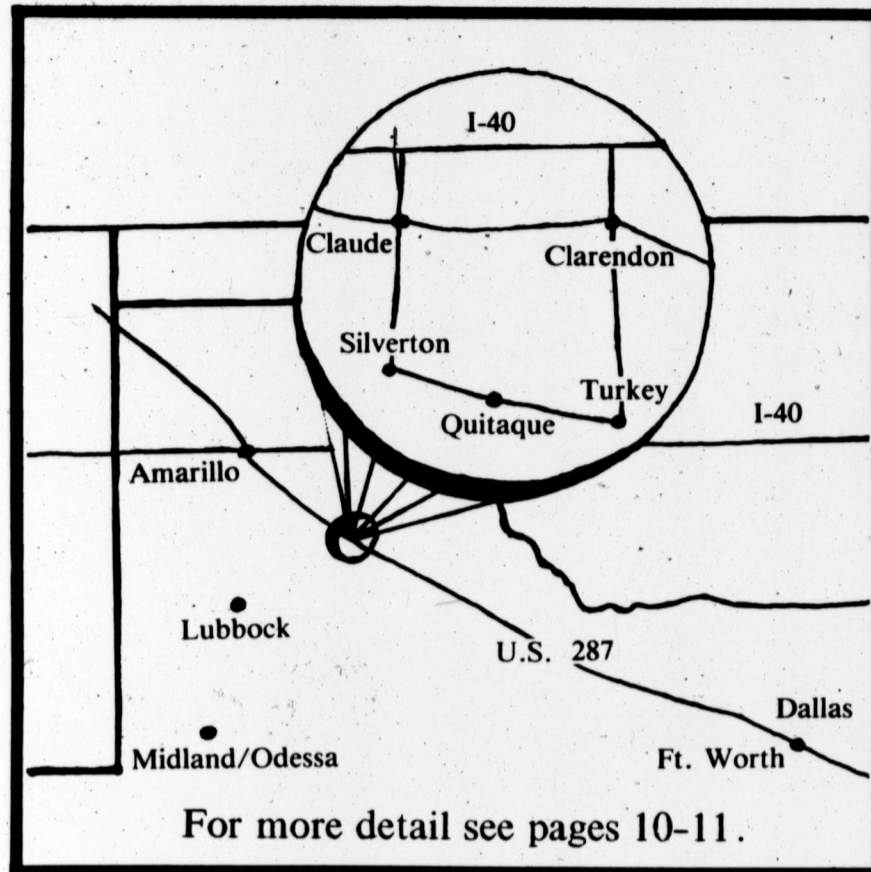 I-40
Claude
Clarendon
Silverton
Turkey
Quitaque
I-40
Amarillo
Lubbock
U.S. 287
Dallas
Midland/Odessa
Ft. Worth
For more detail see pages 10-11.